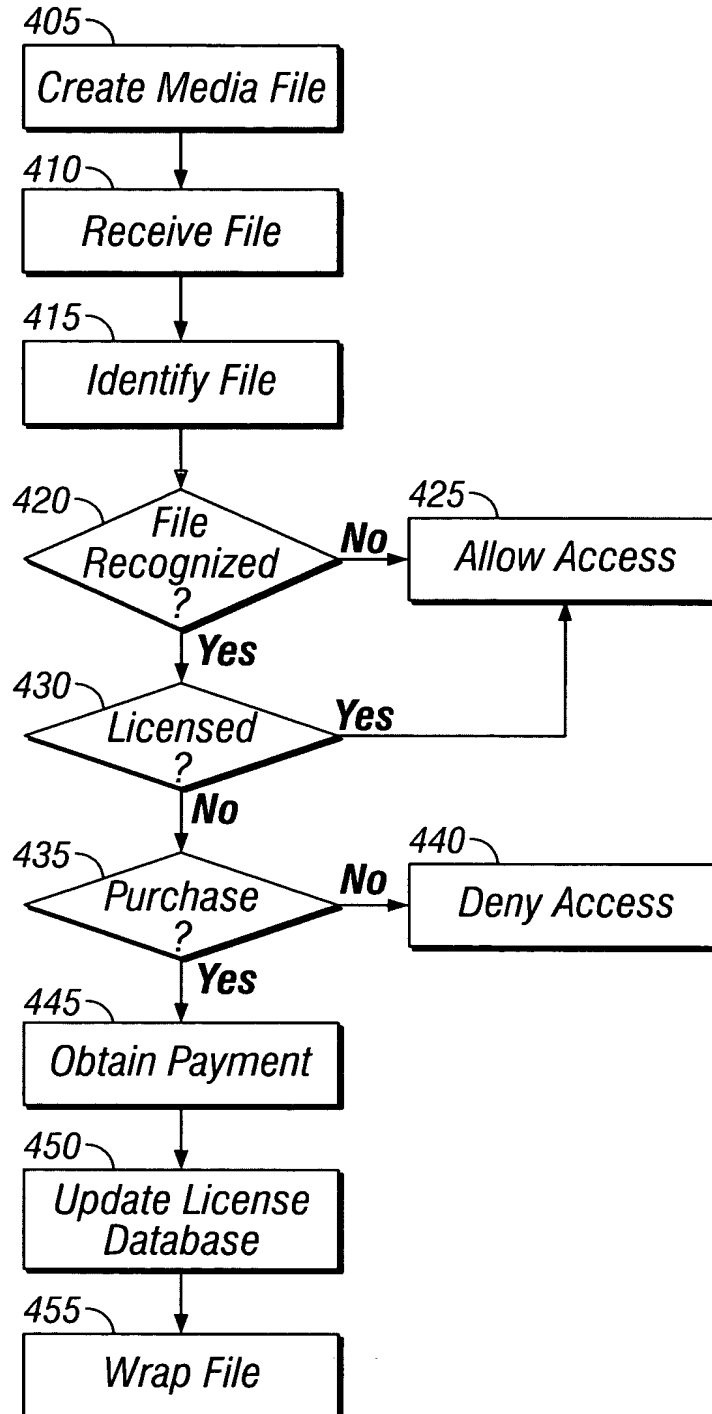 405
Create Media File
410
Receive File
415
Identify File
420
File
Recognized
?
No
425
Allow Access
Yes
430
Licensed
?
Yes
No
435
Purchase
?
No
440
Deny Access
Yes
445
Obtain Payment
450
Update License
Database
455
Wrap File